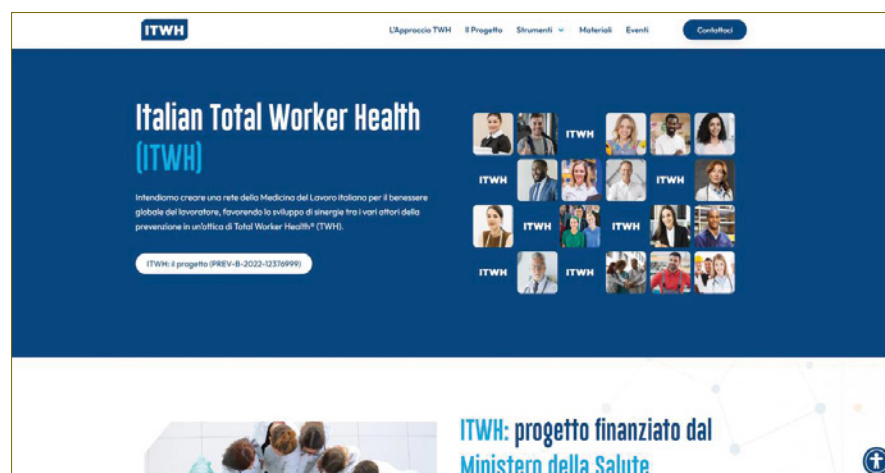 ITWH
L'Approccio TWH Il Progetto Strumenti Materiali Eventi Contattaci
Italian Total Worker Health
(ITWH)
Intendiamo creare una rete della Medicina del Lavoro italiana per il benessere
globale del lavoratore, favorendo lo sviluppo di sinergie tra i vari attori della
prevenzione in un'ottica di Total Worker Health® (TWH).
ITWH: il progetto (PREV-B-2022-12376999)
ITWH
ITWH
ITWH
ITWH
ITWH
ITWH
ITWH
ITWH: progetto finanziato dal
Ministero della Salute